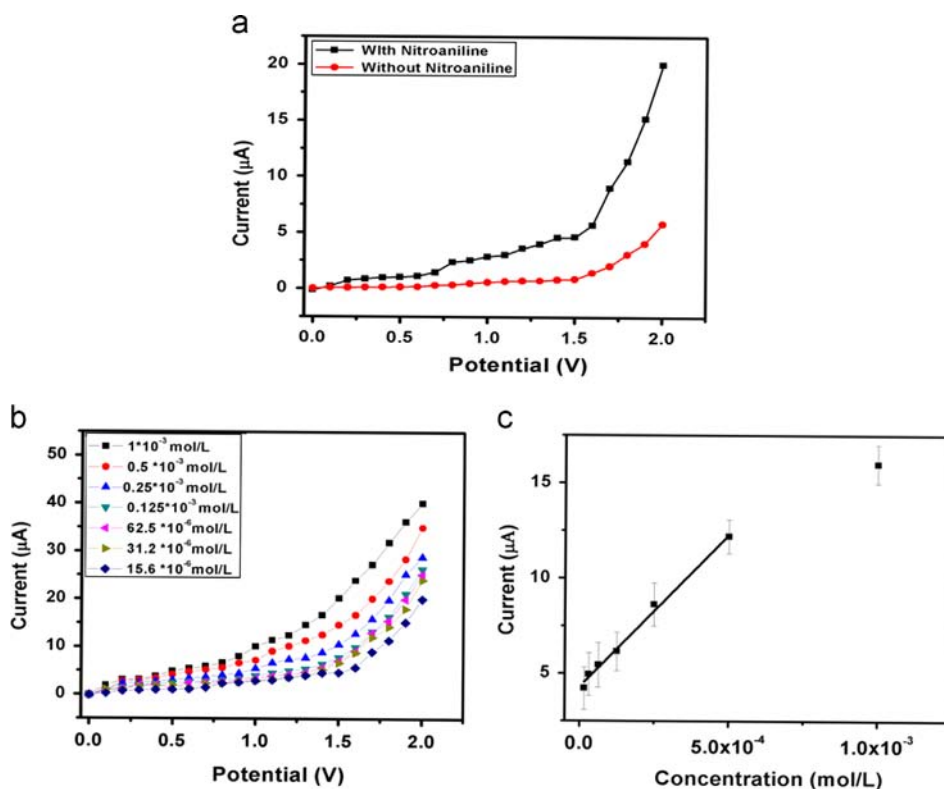 a
WIth Nitroaniline
Without Nitroaniline
20
15
10
5
0
Current (µA)
0.0 0.5 1.0 1.5 2.0
Potential (V)
b
1*10⁻³ mol/L
0.5 *10⁻³ mol/L
0.25*10⁻³ mol/L
0.125*10⁻³ mol/L
62.5 *10⁻⁶ mol/L
31.2 *10⁻⁶ mol/L
15.6 *10⁻⁶ mol/L
50
40
30
20
10
0
Current (µA)
0.0 0.5 1.0 1.5 2.0
Potential (V)
c
15
10
5
Current (µA)
0.0 5.0x10⁻⁴ 1.0x10⁻³
Concentration (mol/L)